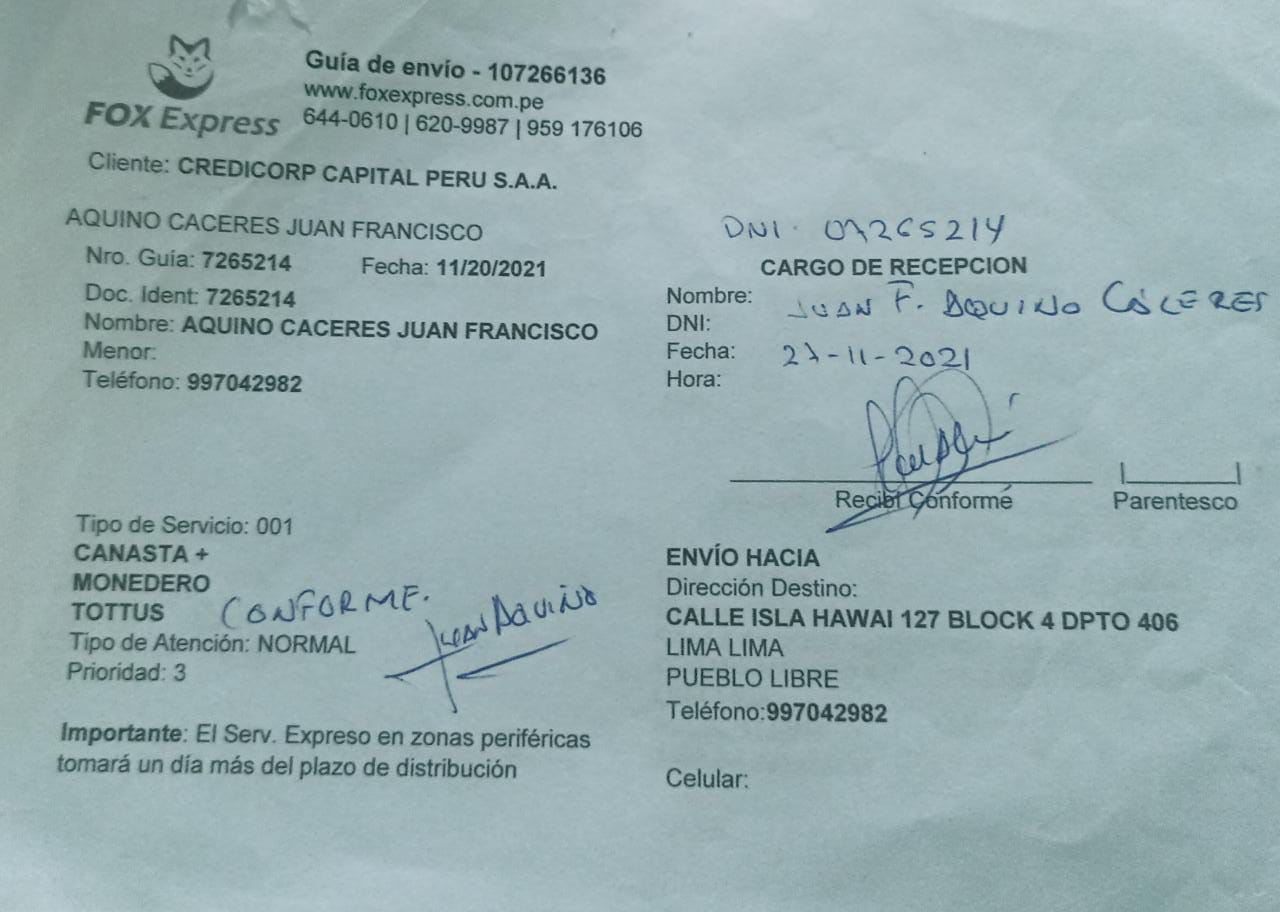 FOX Express
Guía de envío - 107266136
www.foxexpress.com.pe
644-0610 | 620-9987 | 959 176106
Cliente: CREDICORP CAPITAL PERU S.A.A.
AQUINO CACERES JUAN FRANCISCO
Nro. Guía: 7265214 Fecha: 11/20/2021
Doc. Ident: 7265214
Nombre: AQUINO CACERES JUAN FRANCISCO
Menor:
Teléfono: 997042982
DNI. 07265214
CARGO DE RECEPCION
Nombre: JUAN F. AQUINO CÁCERES
DNI:
Fecha: 27-11-2021
Hora:
Recibí Conforme
Parentesco
Tipo de Servicio: 001
CANASTA +
MONEDERO
TOTTUS CONFORME.
Juan Aquino
Tipo de Atención: NORMAL
Prioridad: 3
Importante: El Serv. Expreso en zonas periféricas
tomará un día más del plazo de distribución
ENVÍO HACIA
Dirección Destino:
CALLE ISLA HAWAI 127 BLOCK 4 DPTO 406
LIMA LIMA
PUEBLO LIBRE
Teléfono:997042982
Celular: